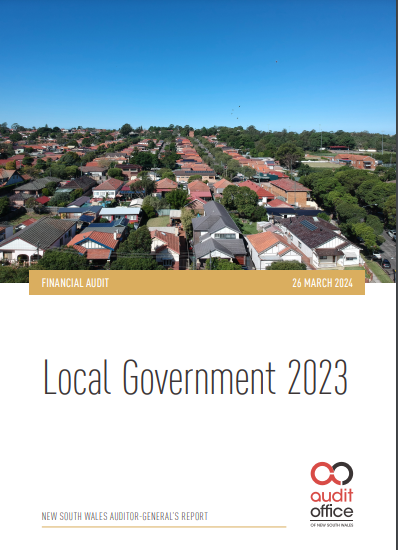 FINANCIAL AUDIT 26 MARCH 2024
Local Government 2023
NEW SOUTH WALES AUDITOR-GENERAL'S REPORT
audit
office
OF NEW SOUTH WALES